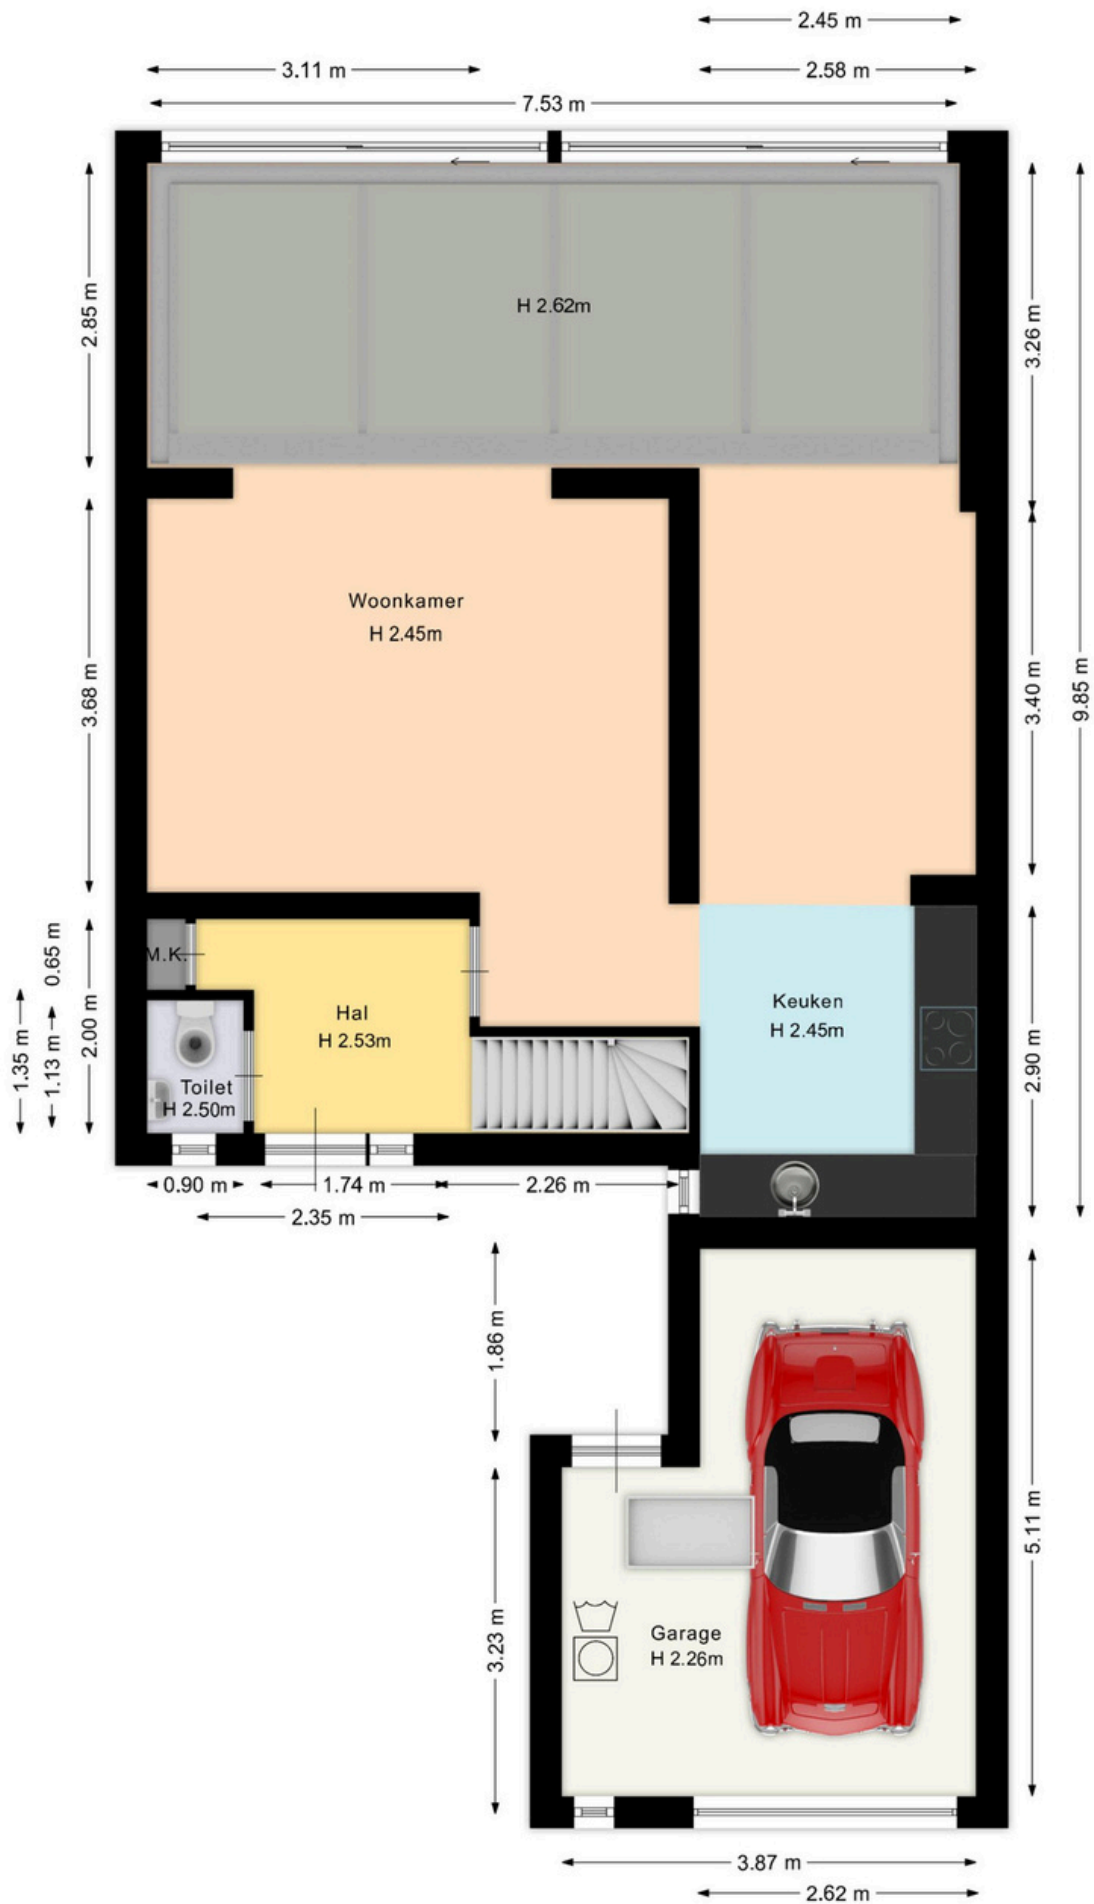 2.45 m
3.11 m
2.58 m
7.53 m
2.85 m
H 2.62m
3.26 m
Woonkamer
H 2.45m
3.68 m
3.40 m
9.85 m
M.K.
0.65 m
1.13 m
1.35 m
2.00 m
Hal
H 2.53m
Keuken
H 2.45m
2.90 m
Toilet
H 2.50m
0.90 m
1.74 m
2.26 m
2.35 m
1.86 m
5.11 m
3.23 m
Garage
H 2.26m
3.87 m
2.62 m